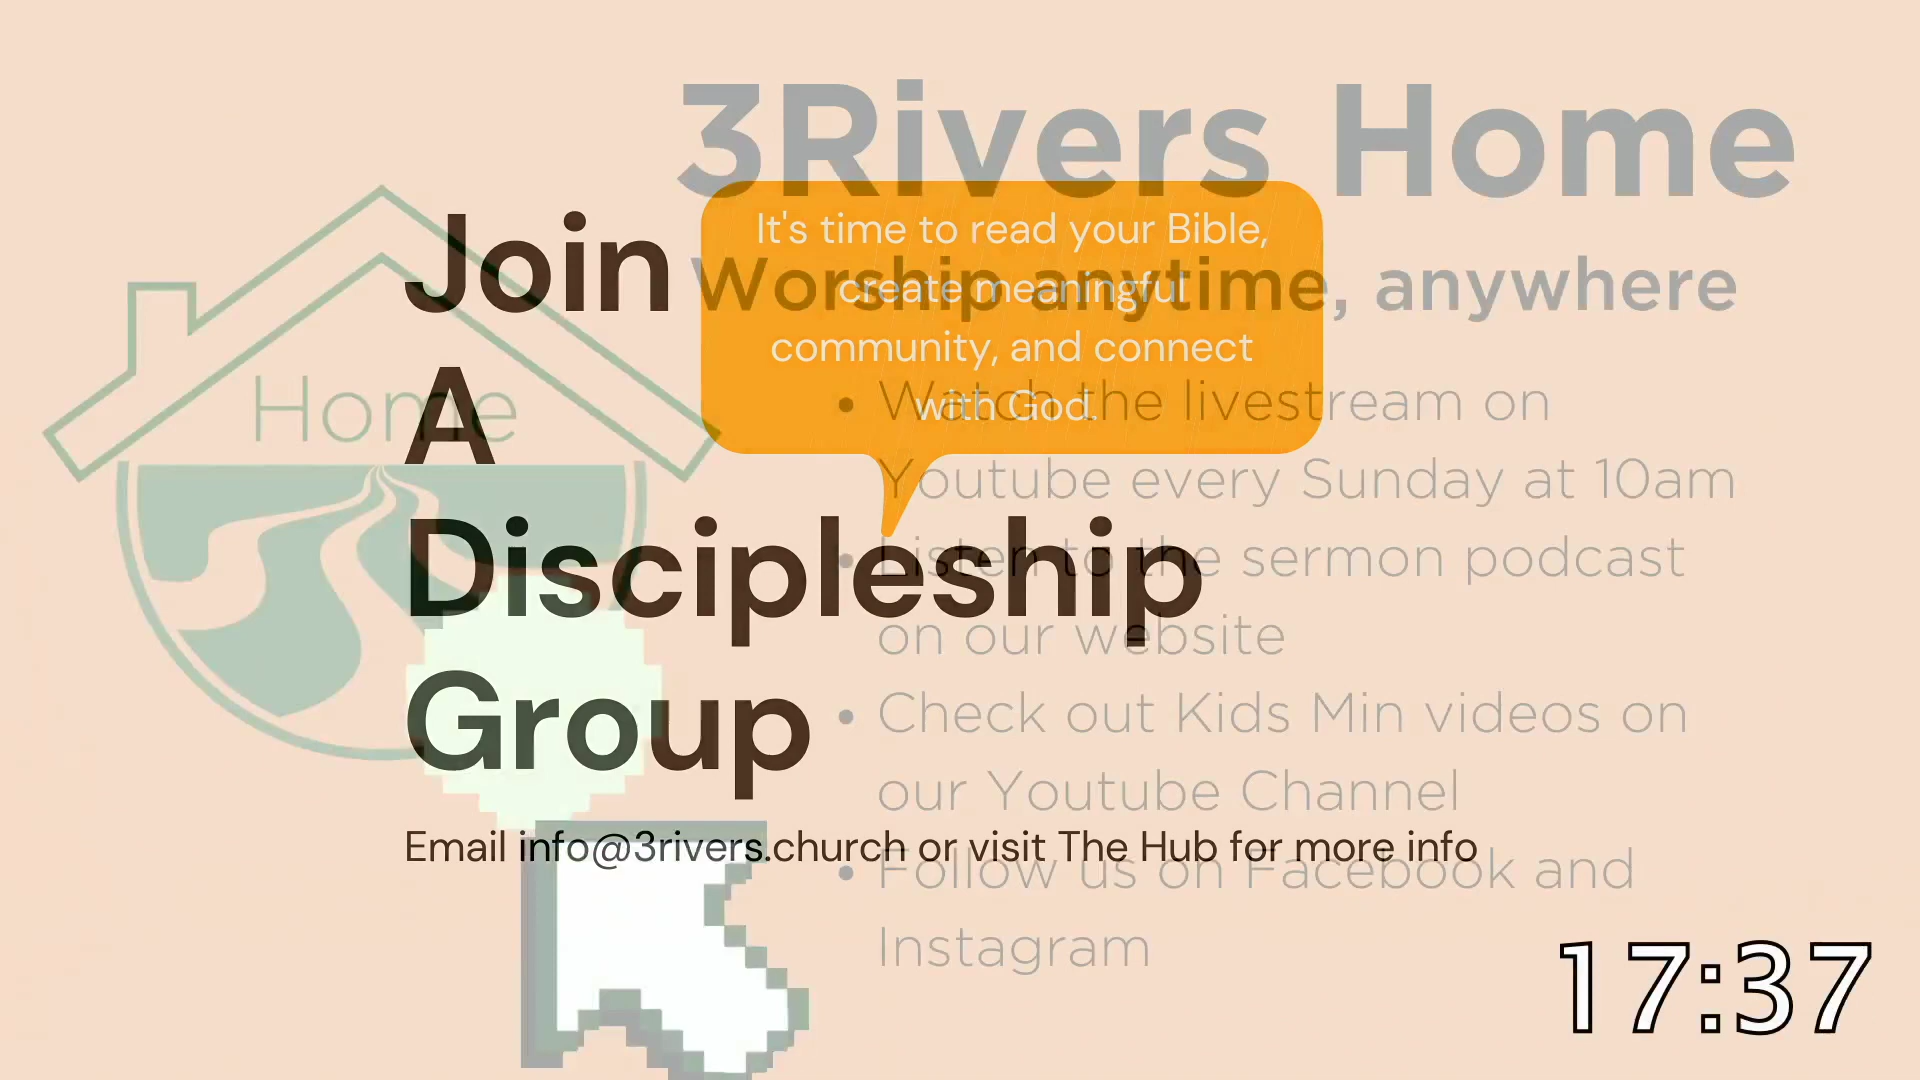 3Rivers Home
Worship anytime, anywhere
Home
• Watch the livestream on
Youtube every Sunday at 10am
• Listen to the sermon podcast
on our website
• Check out Kids Min videos on
our Youtube Channel
• Follow us on Facebook and
Instagram
It's time to read your Bible,
create meaningful
community, and connect
with God.
Join
A
Discipleship
Group
Email info@3rivers.church or visit The Hub for more info
17:37